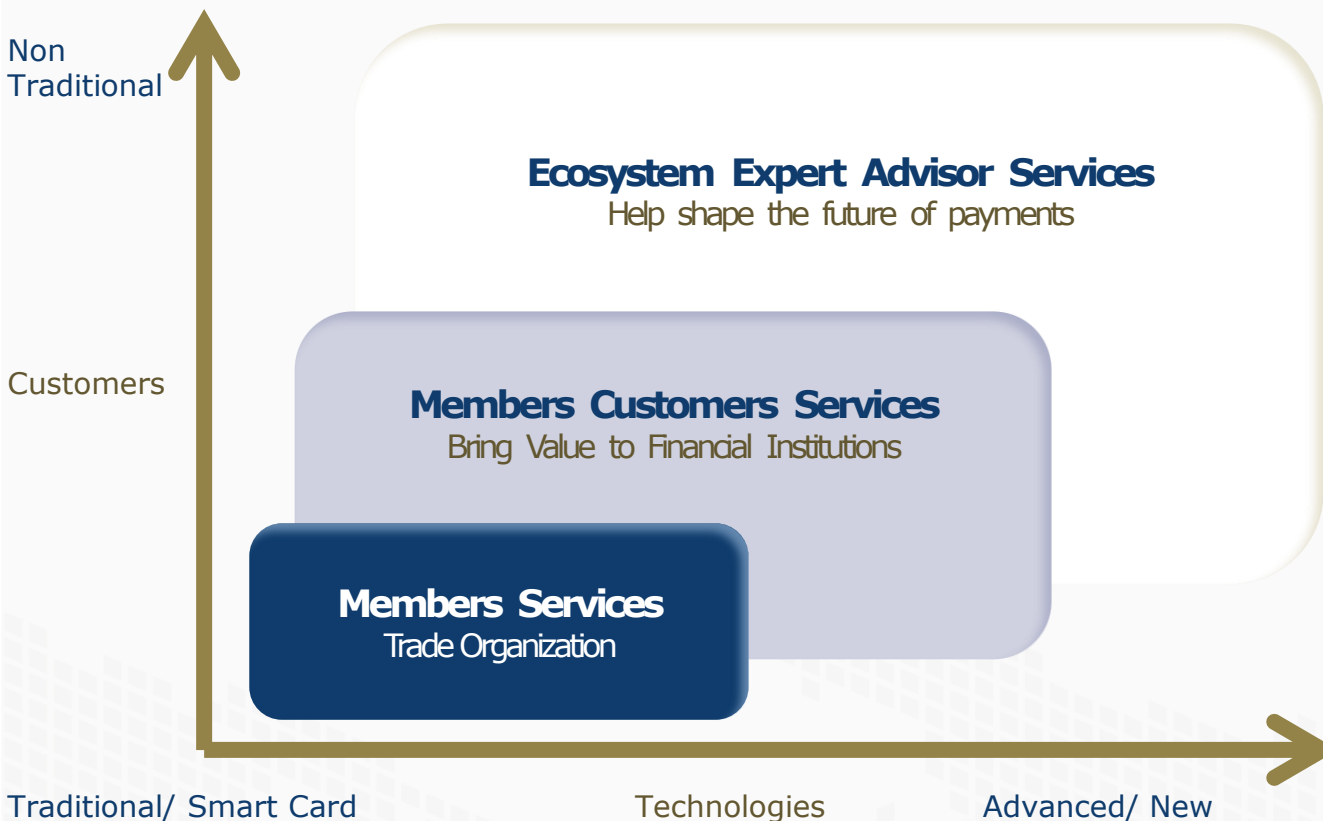 Non
Traditional
Ecosystem Expert Advisor Services
Help shape the future of payments
Customers
Members Customers Services
Bring Value to Financial Institutions
Members Services
Trade Organization
Traditional/ Smart Card
Technologies
Advanced/ New